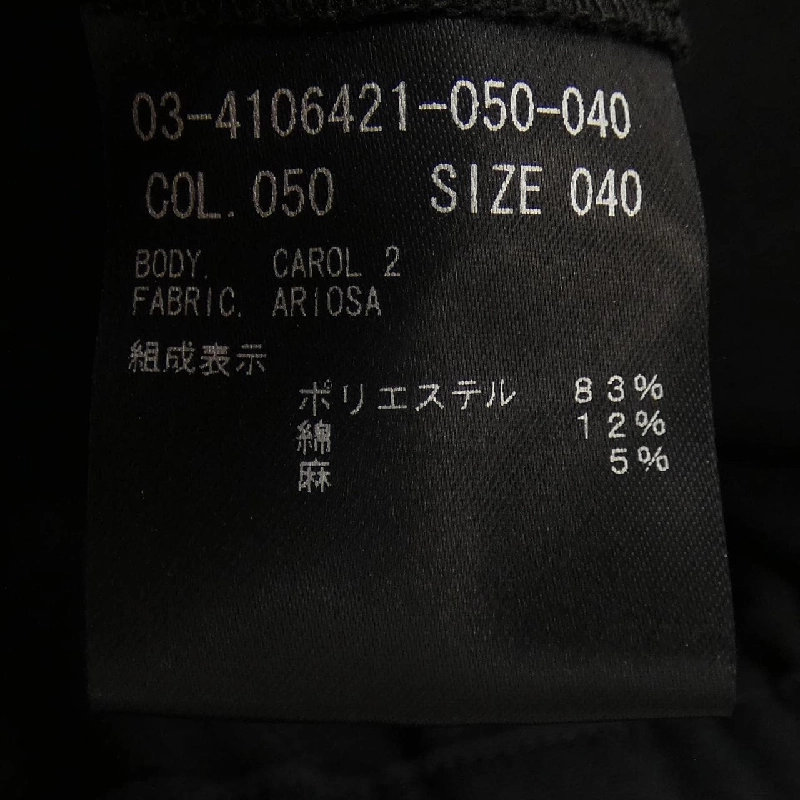 03-4106421-050-040
COL. 050 SIZE 040
BODY. CAROL 2
FABRIC. ARIOSA
組成表示
ポリエステル 83%
綿 12%
麻 5%